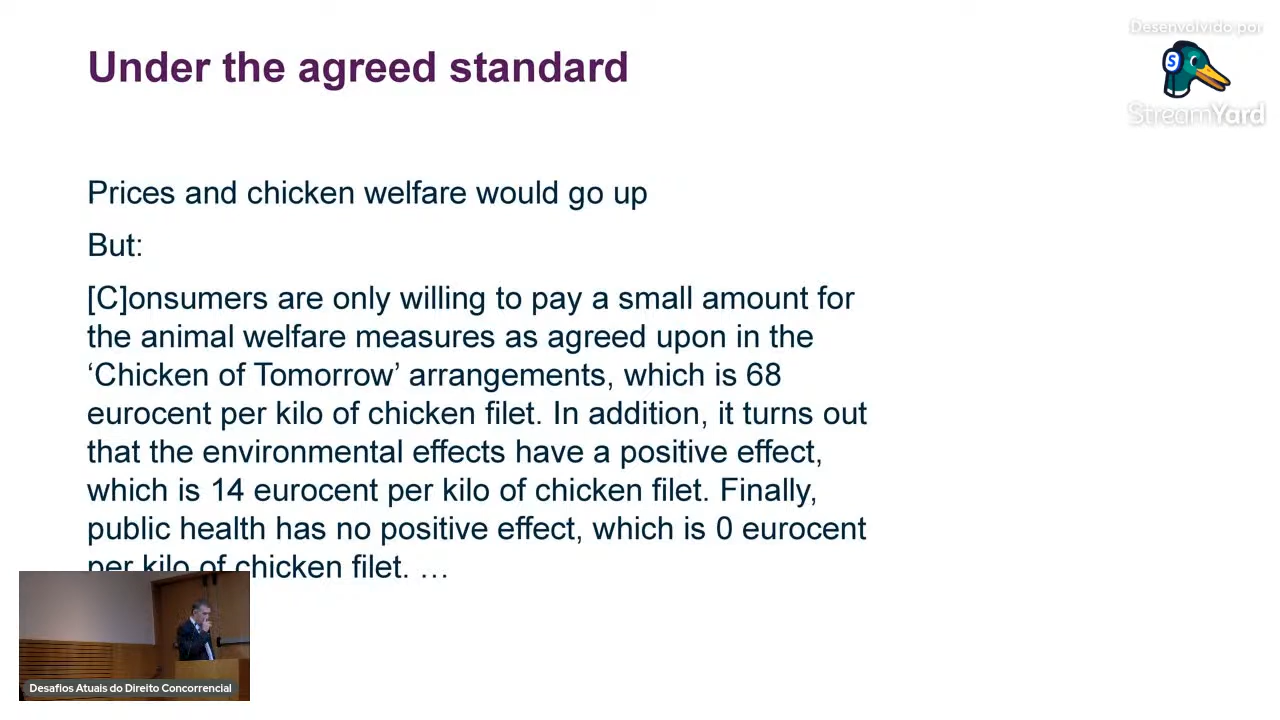 Under the agreed standard
Desenvolvido por
S
StreamYard
Prices and chicken welfare would go up
But:
[C]onsumers are only willing to pay a small amount for
the animal welfare measures as agreed upon in the
‘Chicken of Tomorrow’ arrangements, which is 68
eurocent per kilo of chicken filet. In addition, it turns out
that the environmental effects have a positive effect,
which is 14 eurocent per kilo of chicken filet. Finally,
public health has no positive effect, which is 0 eurocent
per kilo of chicken filet. …
Desafios Atuais do Direito Concorrencial